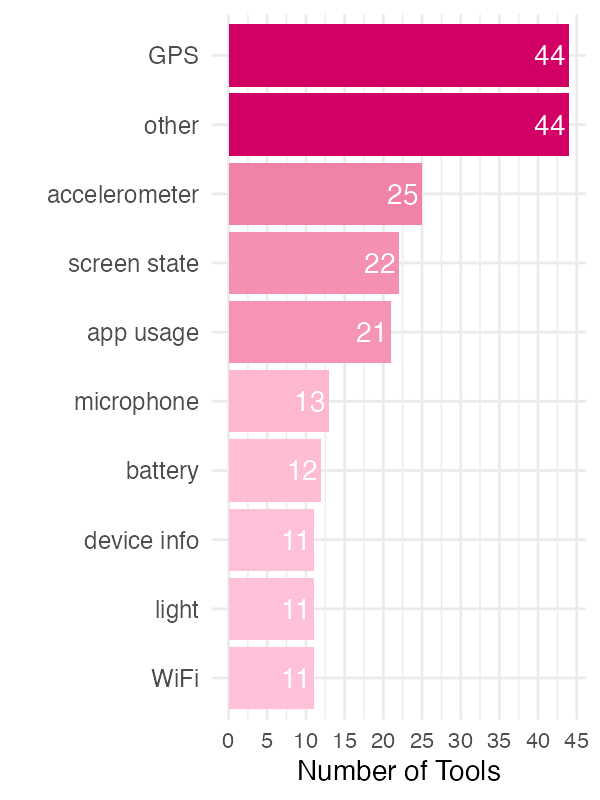 GPS 44
other 44
accelerometer 25
screen state 22
app usage 21
microphone 13
battery 12
device info 11
light 11
WiFi 11
0 5 10 15 20 25 30 35 40 45
Number of Tools